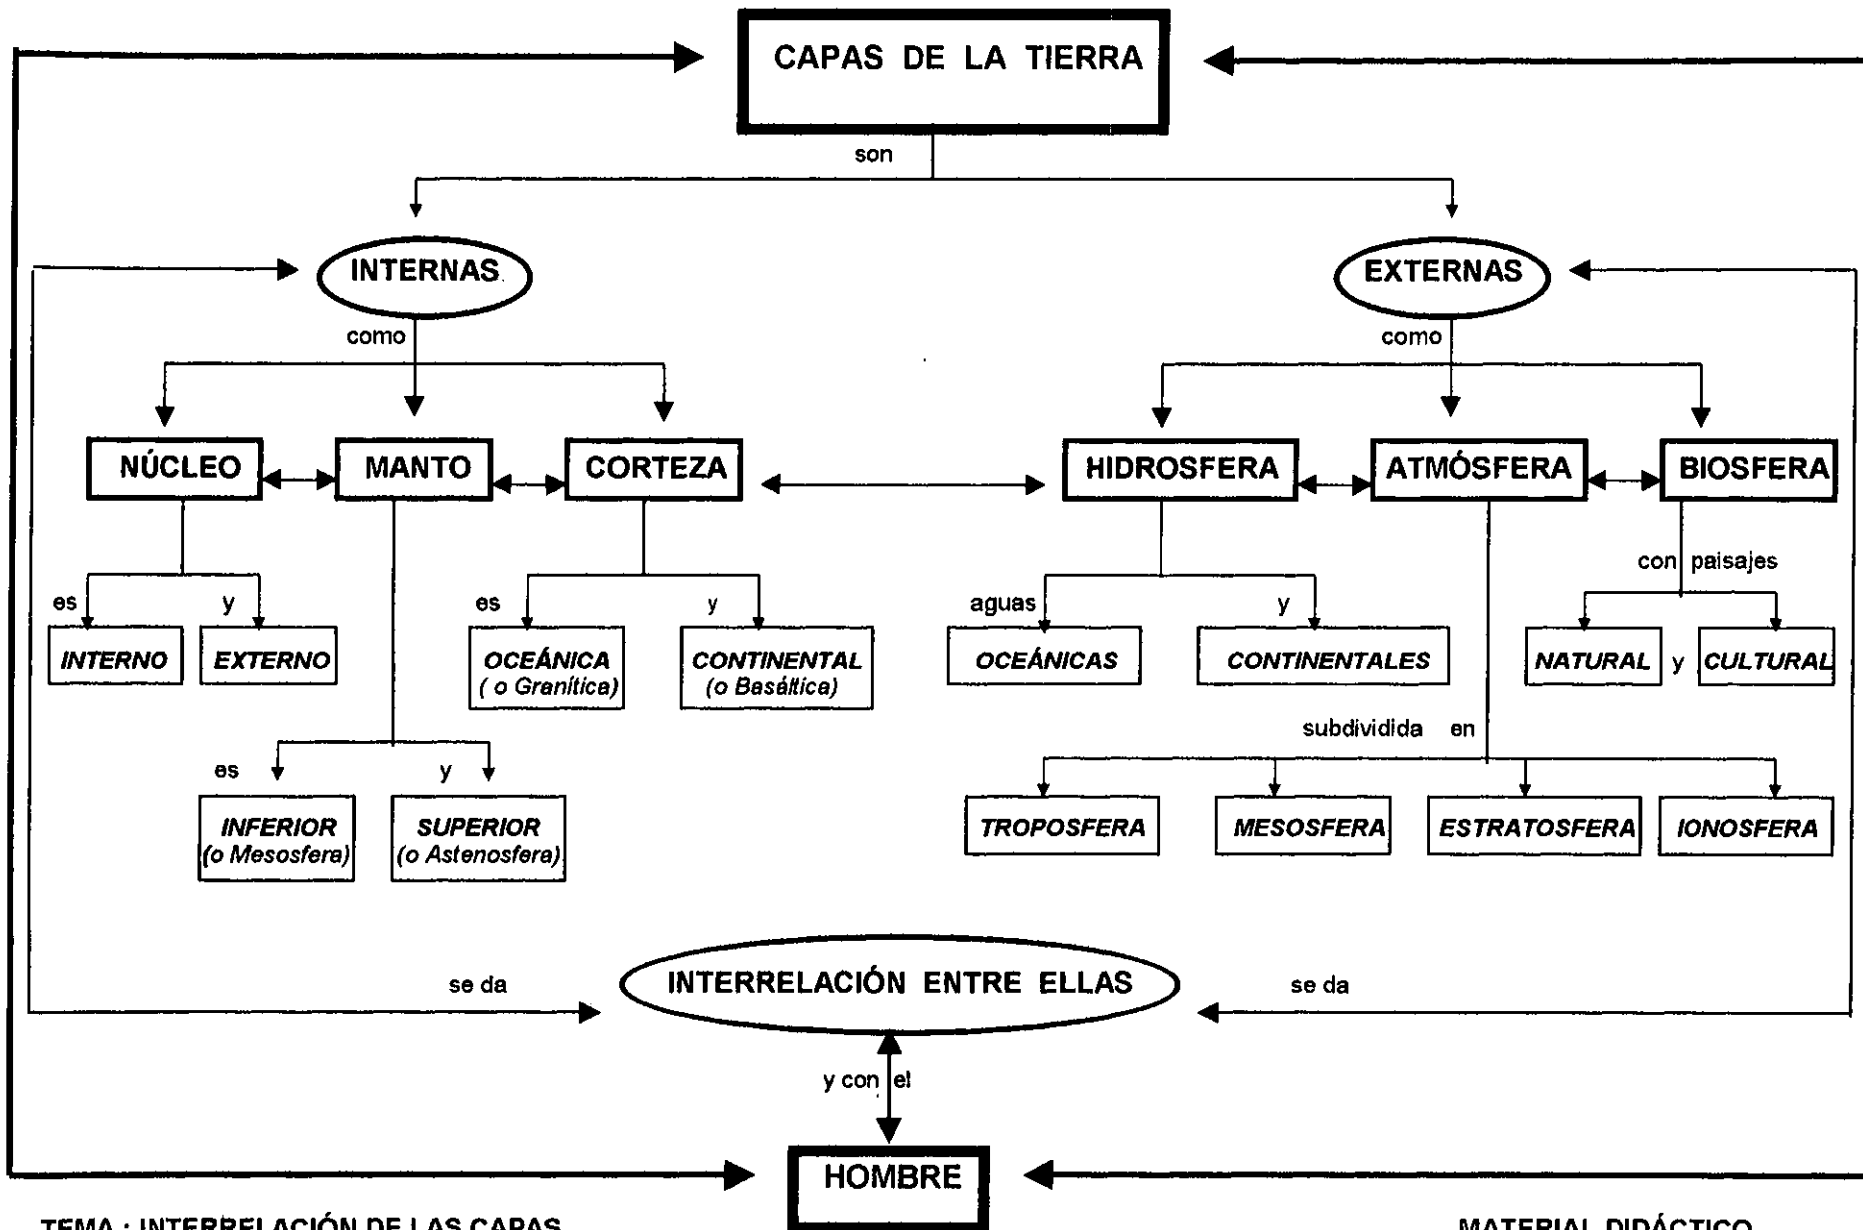 CAPAS DE LA TIERRA
son
INTERNAS
EXTERNAS
como
como
NÚCLEO
MANTO
CORTEZA
HIDROSFERA
ATMÓSFERA
BIOSFERA
con paisajes
es
y
es
y
aguas
y
INTERNO
EXTERNO
OCEÁNICA
( o Granítica)
CONTINENTAL
(o Basáltica)
OCEÁNICAS
CONTINENTALES
NATURAL
y
CULTURAL
subdividida en
es
y
INFERIOR
(o Mesosfera)
SUPERIOR
(o Astenosfera)
TROPOSFERA
MESOSFERA
ESTRATOSFERA
IONOSFERA
se da
INTERRELACIÓN ENTRE ELLAS
se da
y con el
HOMBRE
TEMA : INTERRELACIÓN DE LAS CAPAS
MATERIAL DIDÁCTICO